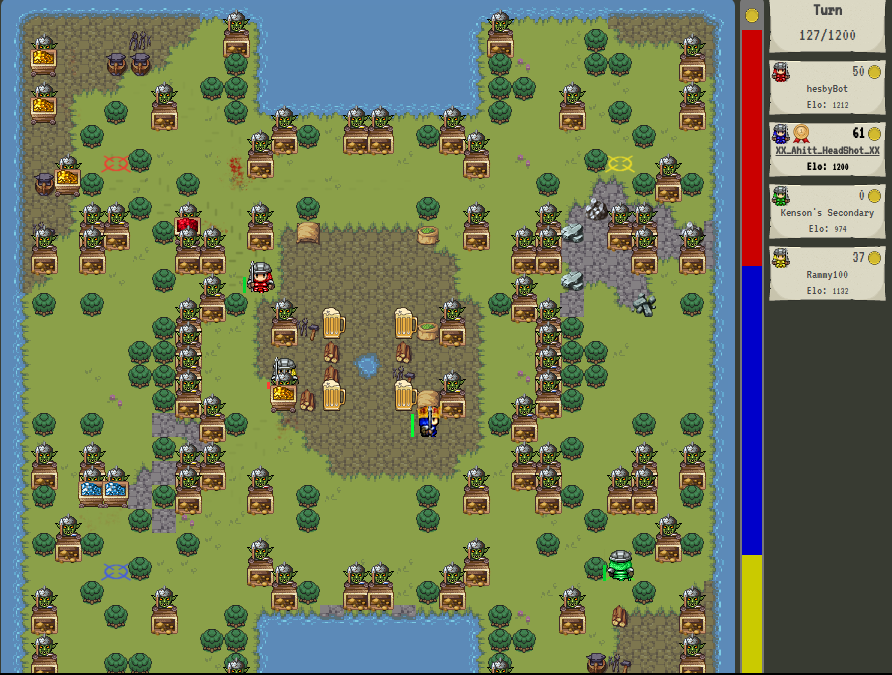 Turn
127/1200
50
hesbyBot
Elo: 1212
61
XX_Ahitt_HeadShot_XX
Elo: 1200
0
Kenson's Secondary
Elo: 974
37
Rammy100
Elo: 1132